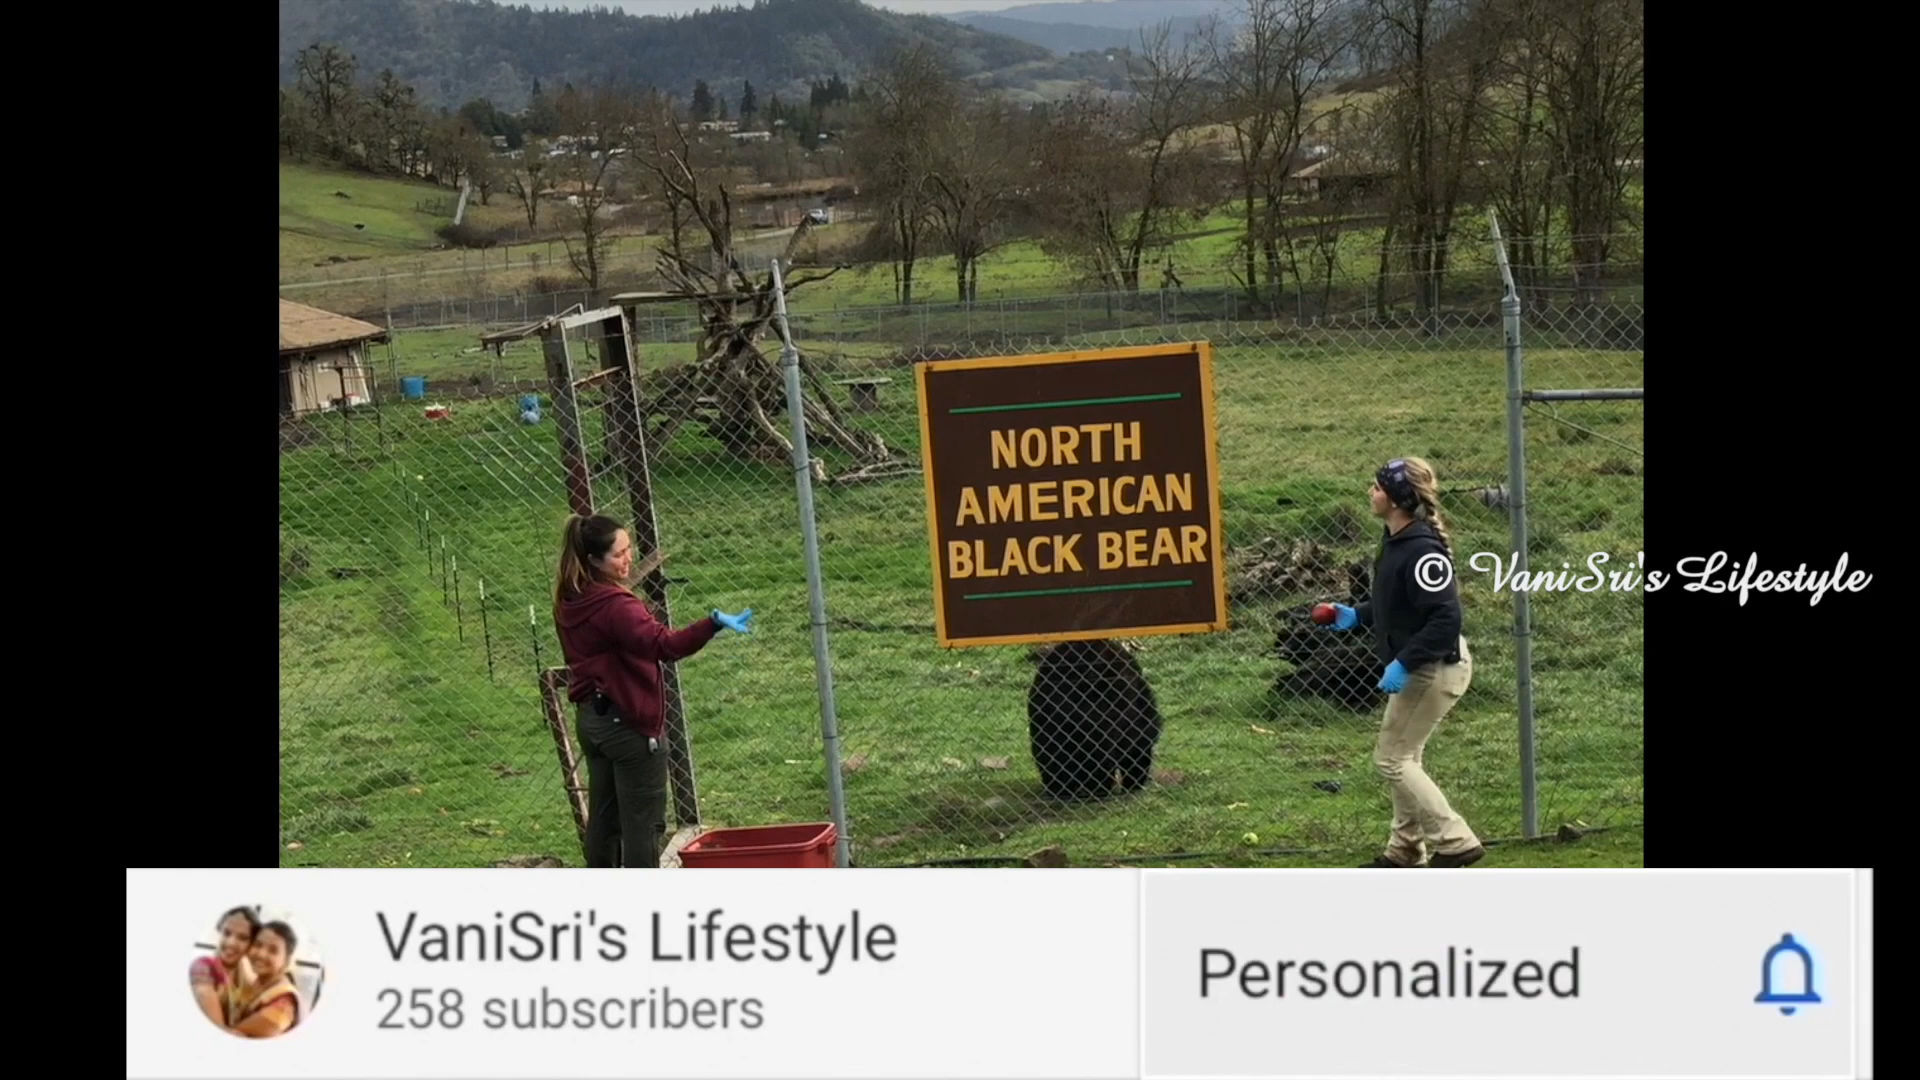 NORTH
AMERICAN
BLACK BEAR
© VaniSri's Lifestyle
VaniSri's Lifestyle
258 subscribers
Personalized